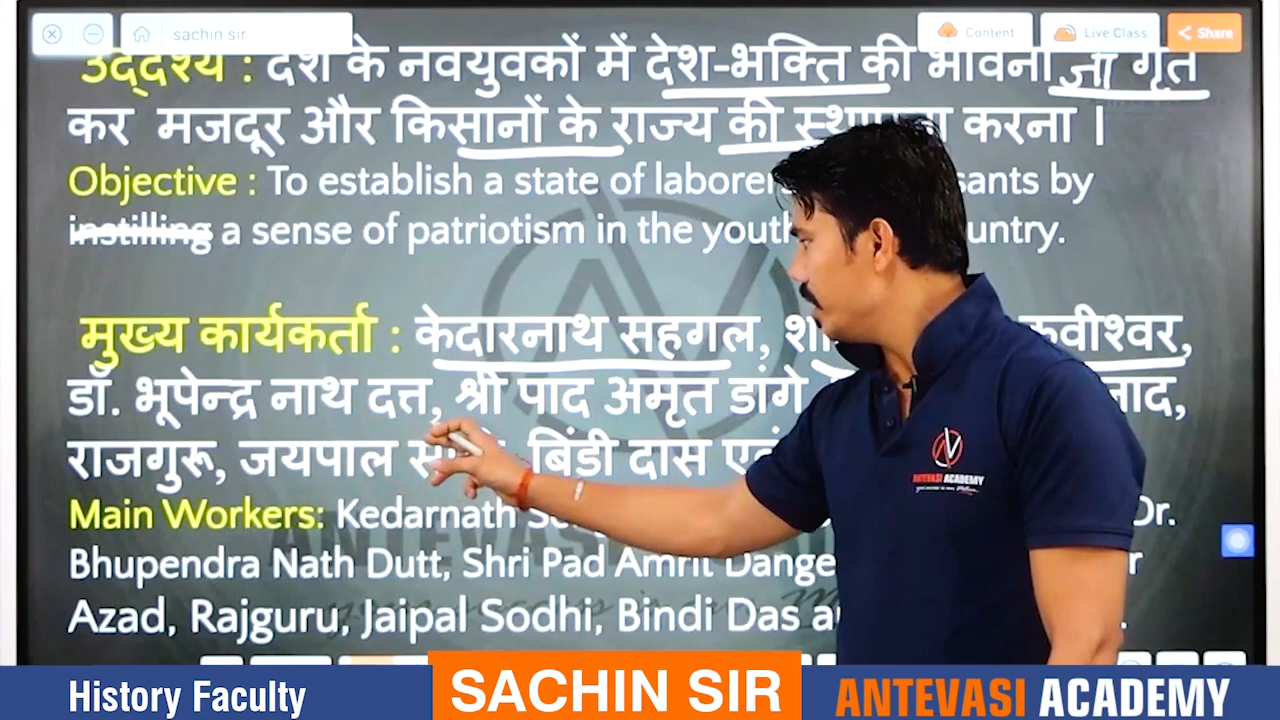 sachin sir
Content
Live Class
Share
उद्देश्य : देश के नवयुवकों में देश-भक्ति की भावना जागृत
कर मजदूर और किसानों के राज्य की करना |
Objective : To establish a state of by
instilling a sense of patriotism in the
मुख्य कार्यकर्ता : केदारनाथ सहगल,
डॉ. भूपेन्द्र नाथ दत्त, श्री पाद अमृत डांगे
राजगुरू, जयपाल बिंडी दास
Main Workers: Kedarnath Dr.
Bhupendra Nath Dutt, Shri Pad Amrit Dange
Azad, Rajguru, Jaipal Sodhi, Bindi Das
ANTEVASI ACADEMY
History Faculty
SACHIN SIR
ANTEVASI ACADEMY